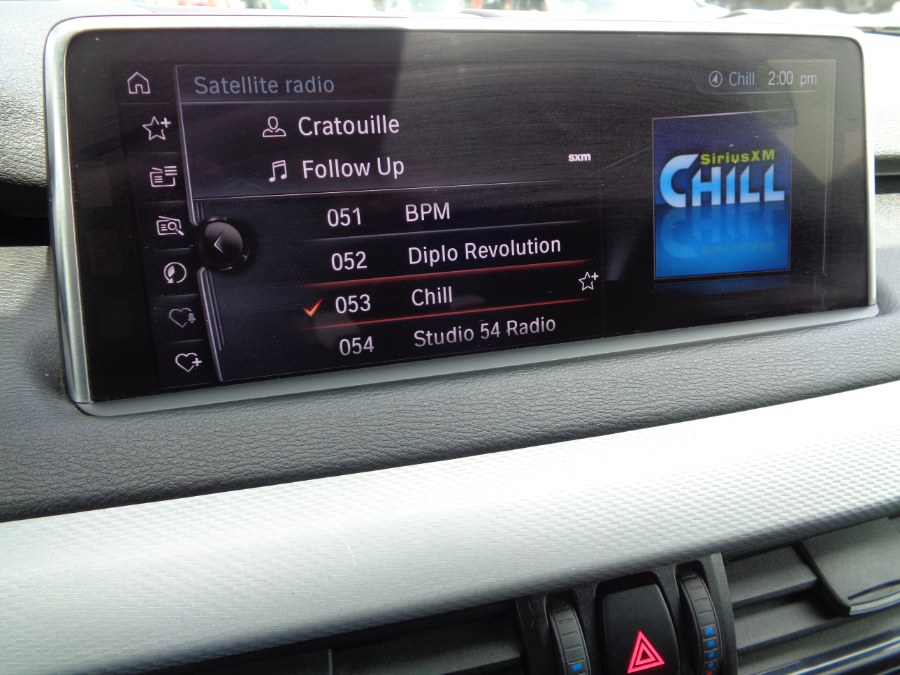 Satellite radio
Chill 2:00 pm
Cratouille
Follow Up
sxm
SiriusXM
CHILL
051 BPM
052 Diplo Revolution
053 Chill
054 Studio 54 Radio